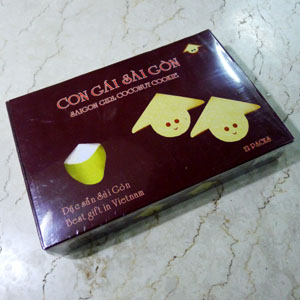 CON GÁI SÀI GÒN
SAIGON GIRL COCONUT COOKIES
12 PACKS
Đặc sản Sài Gòn
Best gift in Vietnam